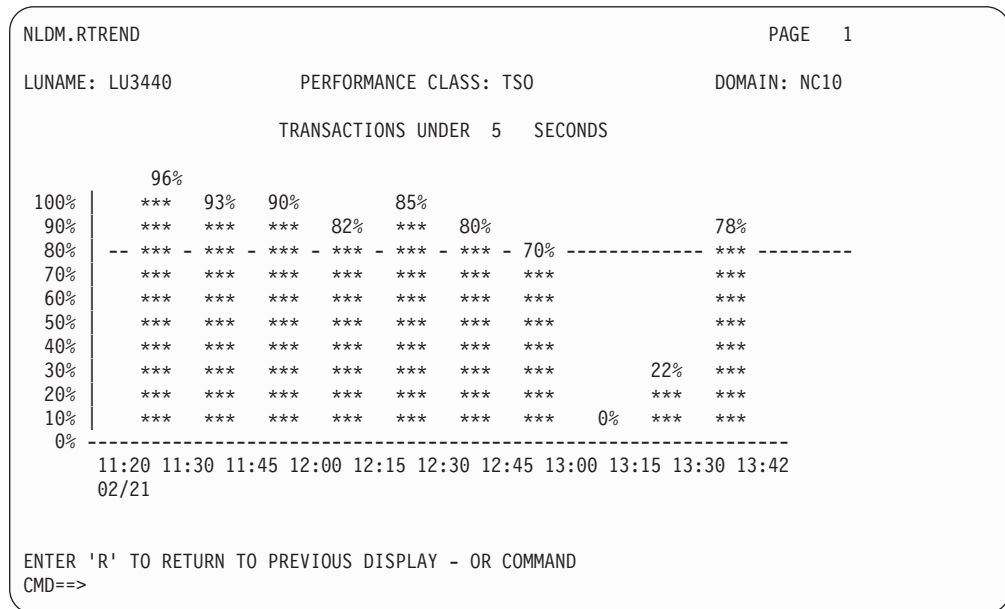 NLDM.RTREND                                                                 PAGE   1
LUNAME: LU3440             PERFORMANCE CLASS: TSO                   DOMAIN: NC10
                           TRANSACTIONS UNDER  5   SECONDS
               96%
 100% |     ***   93%   90%         85%
  90% |     ***   ***   ***   82%   ***   80%                     78%
  80% | -- *** - *** - *** - *** - *** - *** - 70% ------------- *** ---------
  70% |     ***   ***   ***   ***   ***   ***   ***               ***
  60% |     ***   ***   ***   ***   ***   ***   ***               ***
  50% |     ***   ***   ***   ***   ***   ***   ***               ***
  40% |     ***   ***   ***   ***   ***   ***   ***               ***
  30% |     ***   ***   ***   ***   ***   ***   ***         22%   ***
  20% |     ***   ***   ***   ***   ***   ***   ***         ***   ***
  10% |     ***   ***   ***   ***   ***   ***   ***    0%   ***   ***
   0% ------------------------------------------------------------------
       11:20 11:30 11:45 12:00 12:15 12:30 12:45 13:00 13:15 13:30 13:42
       02/21
ENTER 'R' TO RETURN TO PREVIOUS DISPLAY - OR COMMAND
CMD==>